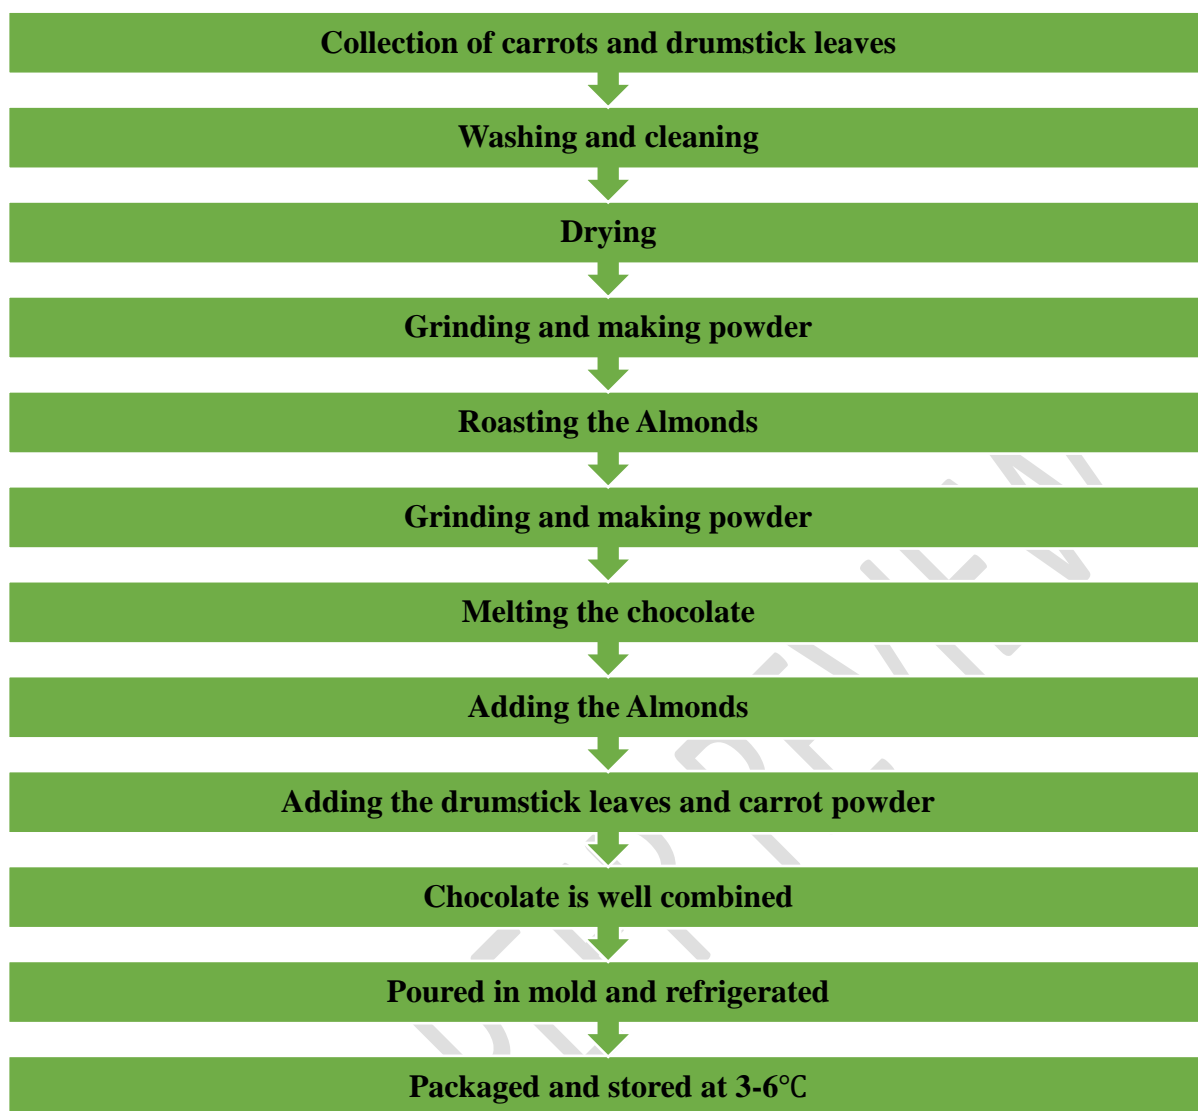 Collection of carrots and drumstick leaves
Washing and cleaning
Drying
Grinding and making powder
Roasting the Almonds
Grinding and making powder
Melting the chocolate
Adding the Almonds
Adding the drumstick leaves and carrot powder
Chocolate is well combined
Poured in mold and refrigerated
Packaged and stored at 3-6℃